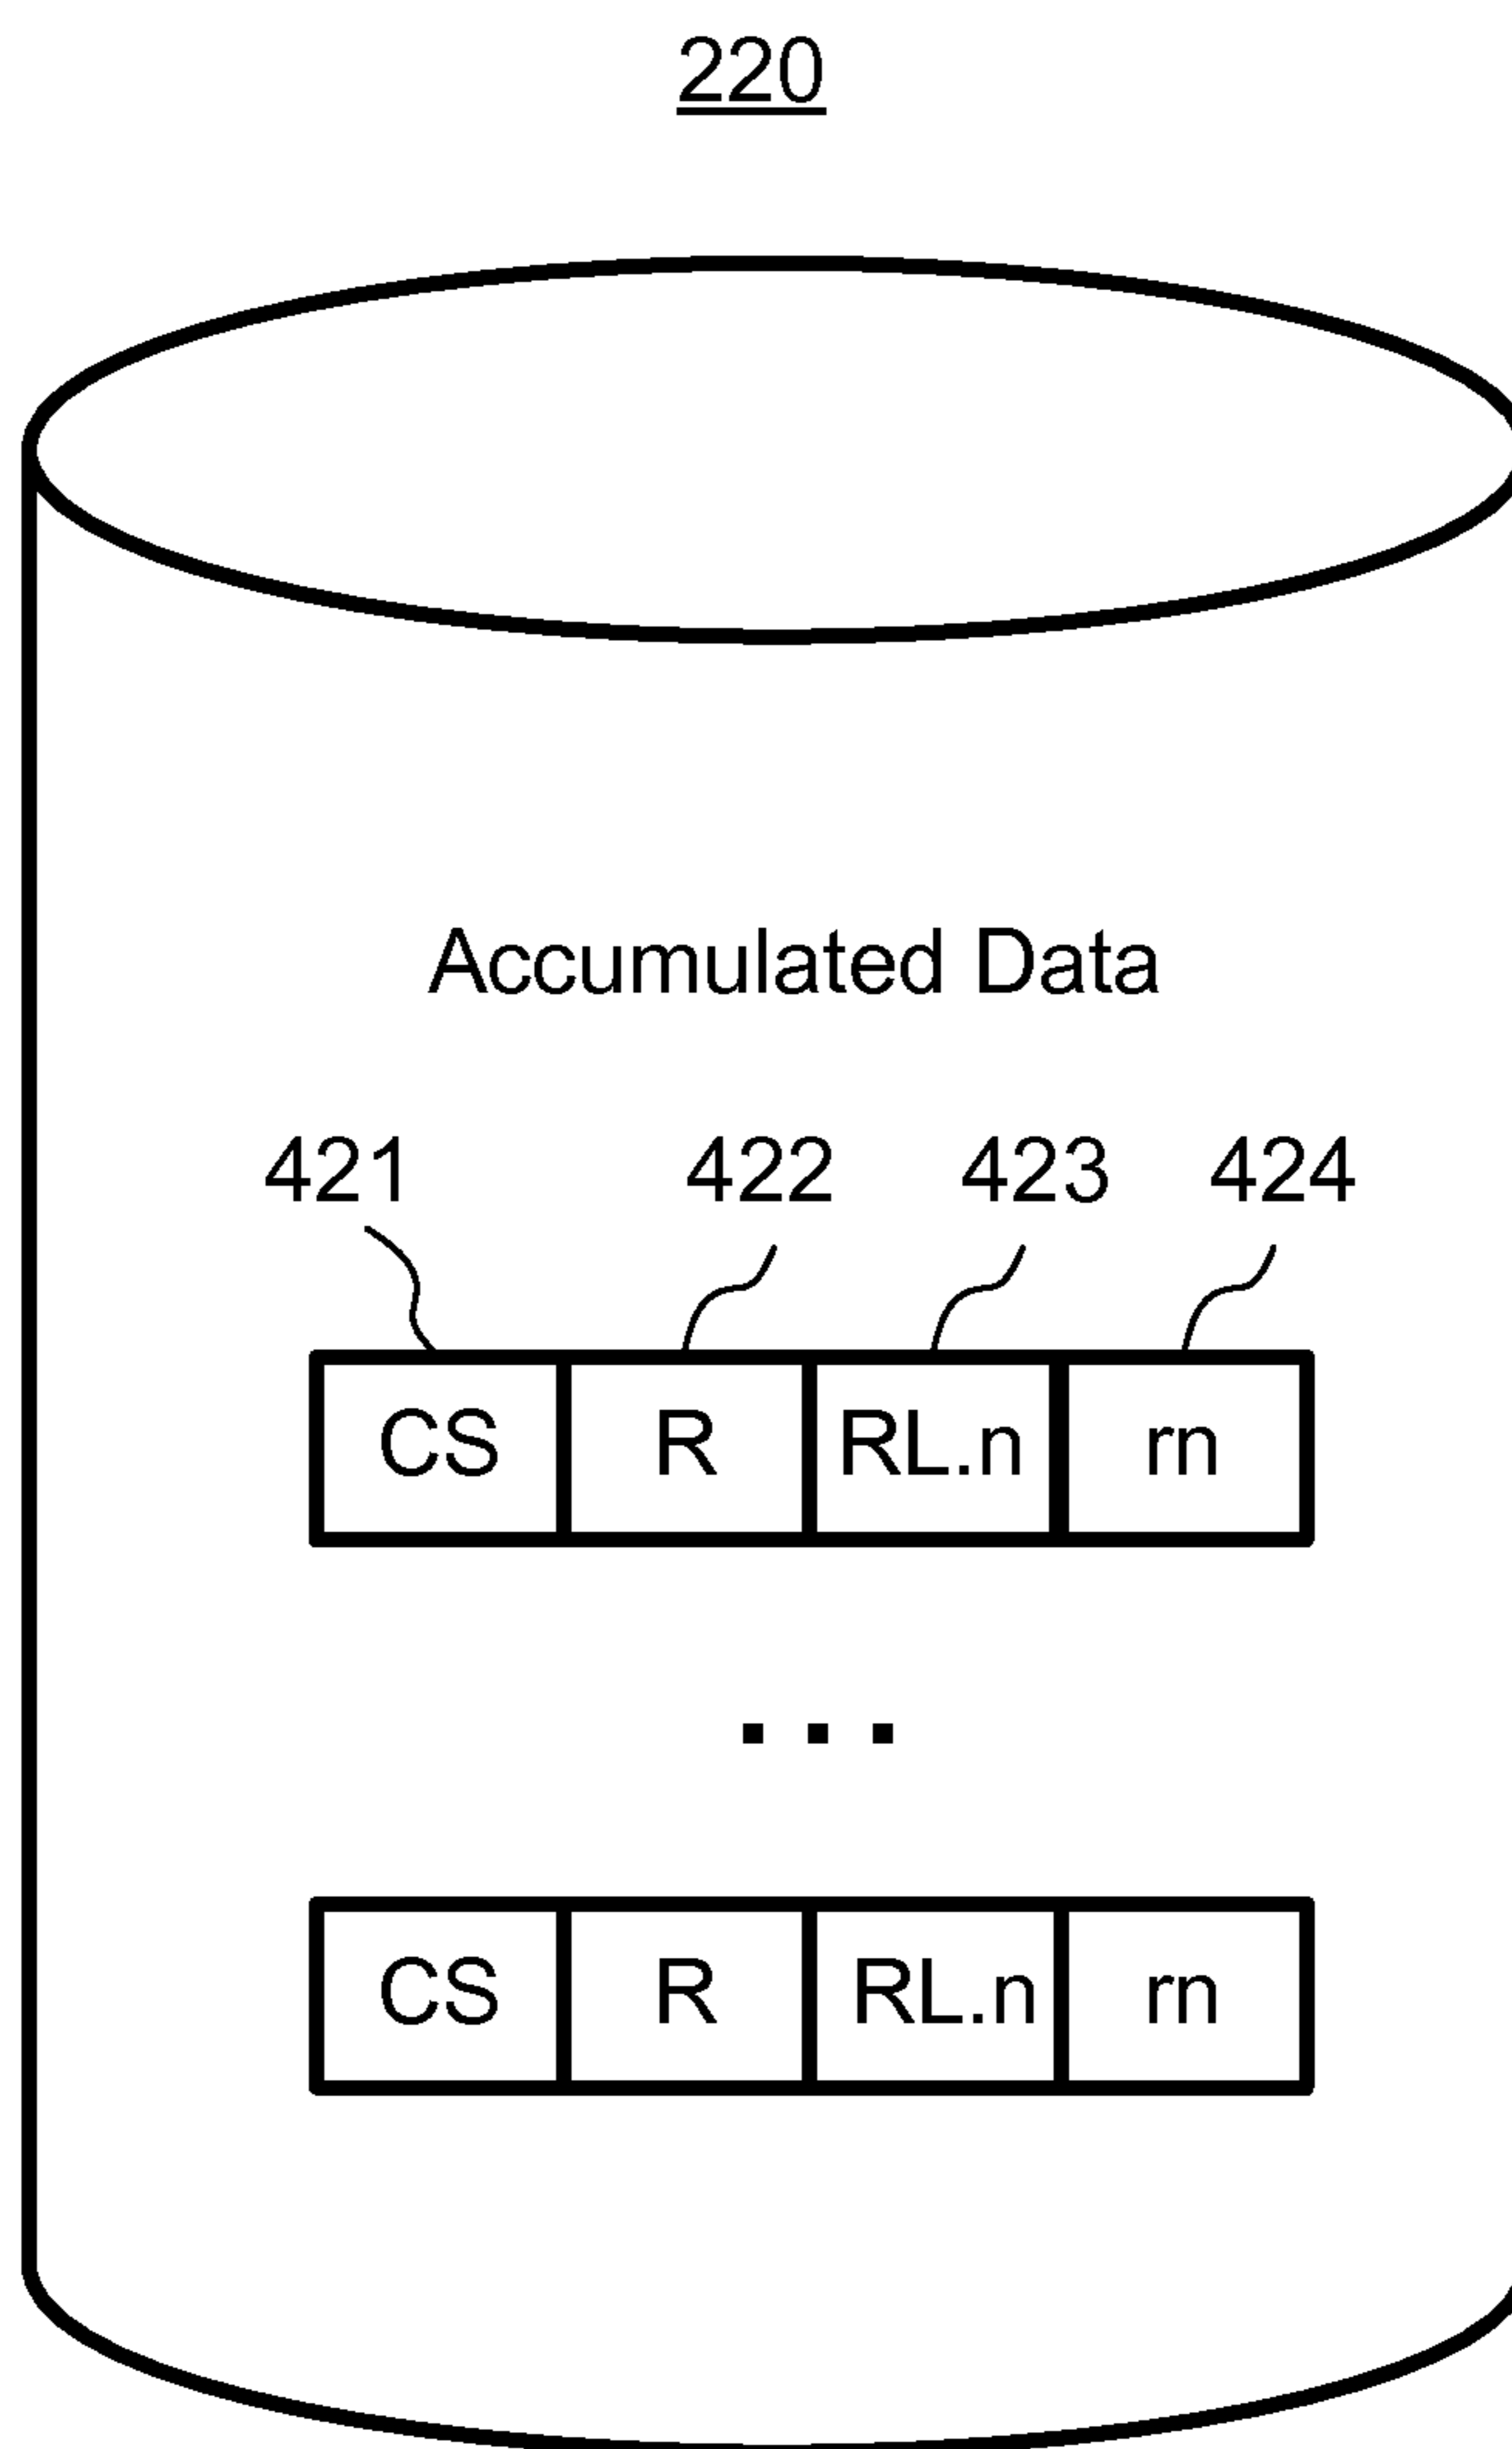 220
Accumulated Data
421 422 423 424
CS R RL.n rn
...
CS R RL.n rn